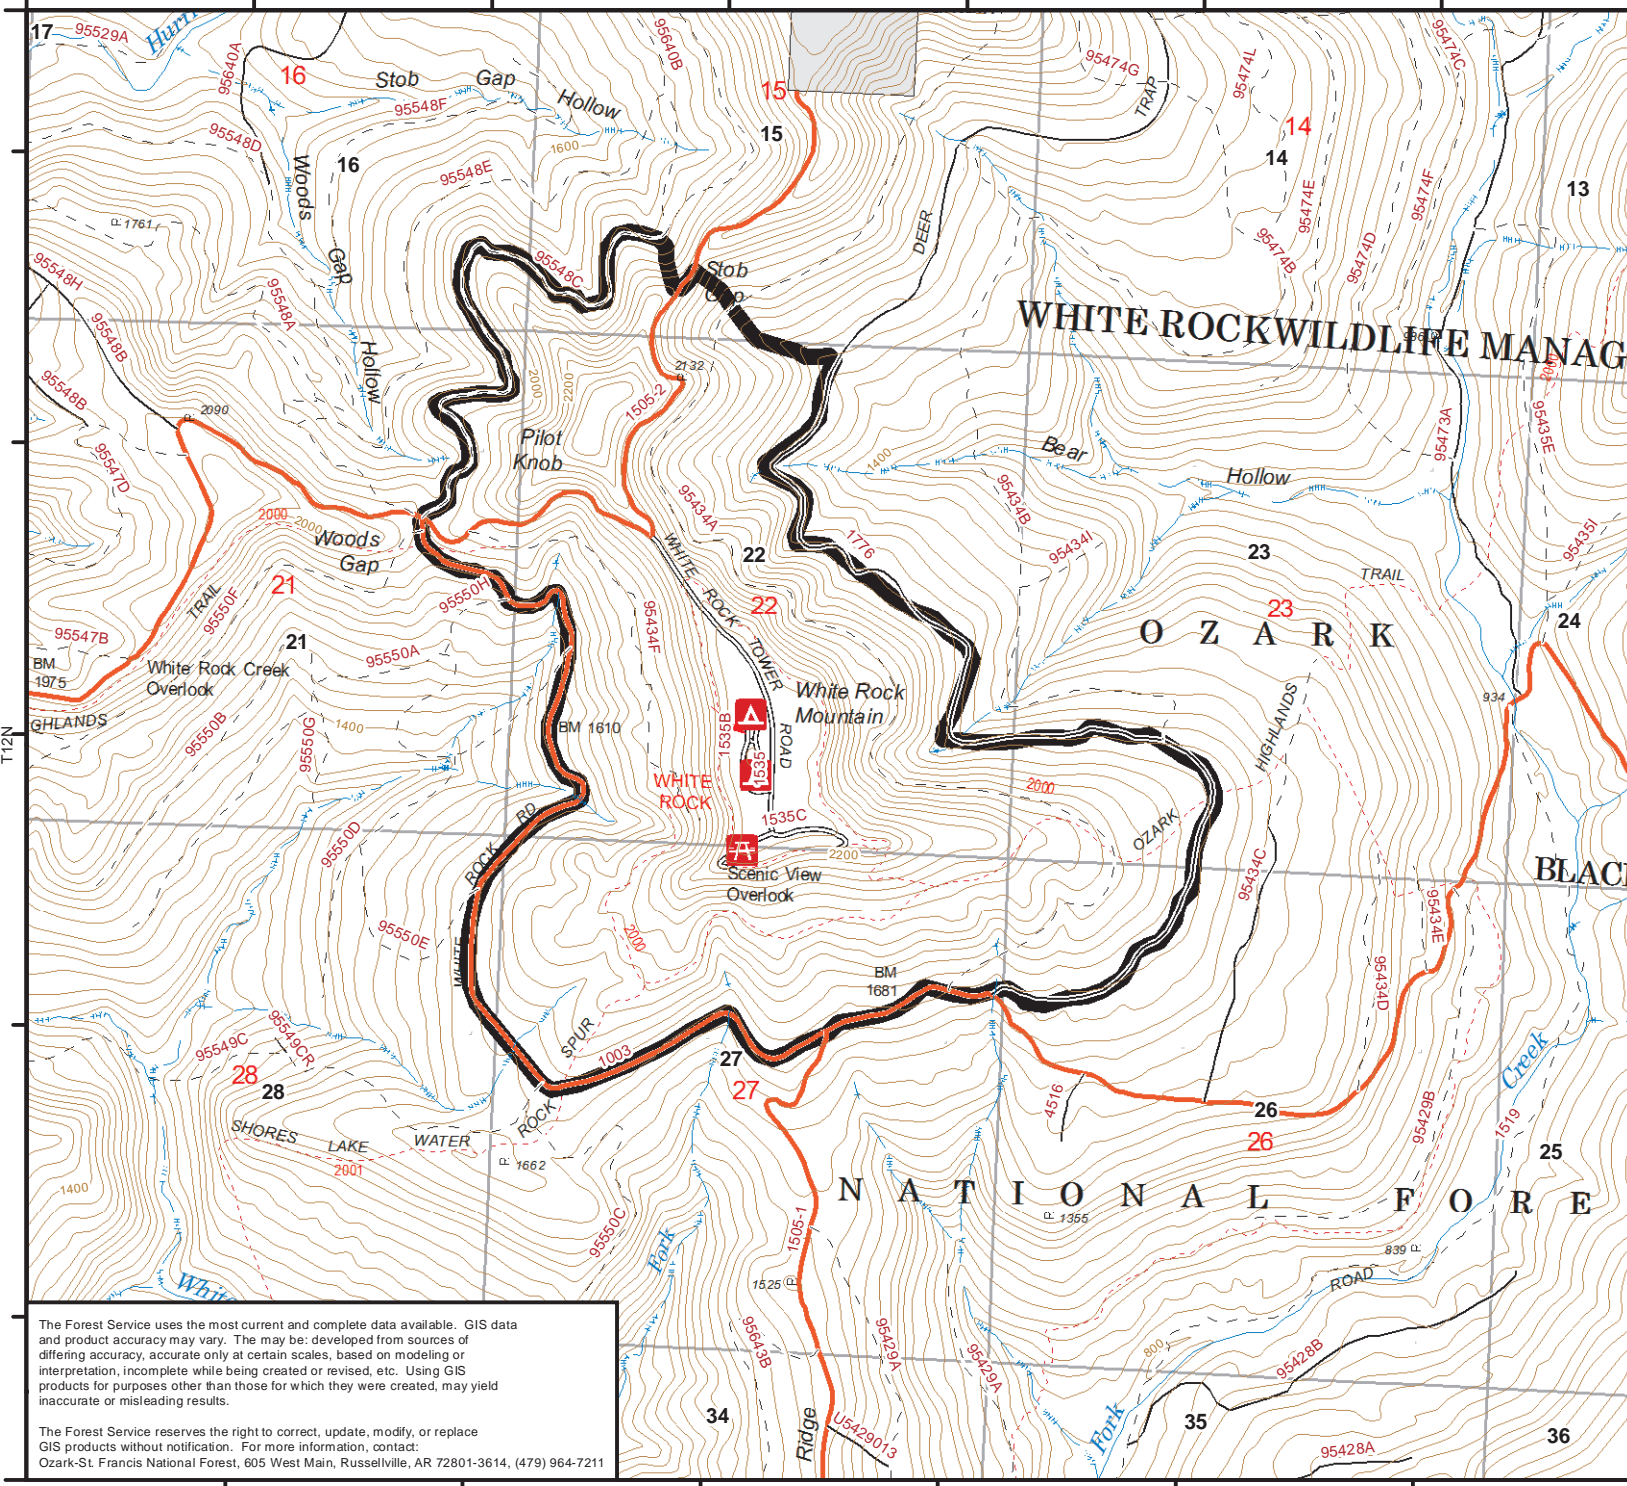 17
95529A
Hurri
95640A
16
Stob
Gap
Hollow
95640B
95548F
95548D
1600
15
15
95474G
TRAP
95474L
95474C
14
14
13
Woods
Gap
Hollow
16
95548E
1761
95548H
95548A
95548B
95548B
95548C
Stob
Gap
DEER
95474E
95474F
95474B
95474D
WHITE ROCK WILDLIFE MANAG
2000
2132
2000
2200
1505-2
Pilot
Knob
2090
95547D
2000
2000
Woods
Gap
95434A
1400
Bear
Hollow
95434B
95473A
95435E
95435I
1776
22
22
WHITE
ROCK
TOWER
ROAD
95434I
23
23
TRAIL
24
21
21
TRAIL
95550F
95550H
95434F
95547B
BM
1975
GHLANDS
White Rock Creek
Overlook
95550A
95550B
95550G
1400
BM 1610
O Z A R K
White Rock
Mountain
1535B
1535
WHITE
ROCK
1535C
2200
Scenic View
Overlook
2000
2000
HIGHLANDS
OZARK
934
T12N
95550D
95550E
WHITE
ROCK
RD
95434C
95434E
95434D
BLAC
BM
1681
SPUR
1003
27
27
95549C
95549CR
28
28
SHORES
LAKE
WATER
ROCK
2001
1662
1400
4516
26
26
95429B
Creek
1519
25
N A T I O N A L F O R E
1355
839
ROAD
95550C
Fork
1505-1
1525
White
95643B
95429A
95429A
800
95428B
34
Ridge
U5429013
Fork
35
95428A
36
The Forest Service uses the most current and complete data available. GIS data
and product accuracy may vary. The may be: developed from sources of
differing accuracy, accurate only at certain scales, based on modeling or
interpretation, incomplete while being created or revised, etc. Using GIS
products for purposes other than those for which they were created, may yield
inaccurate or misleading results.
The Forest Service reserves the right to correct, update, modify, or replace
GIS products without notification. For more information, contact:
Ozark-St. Francis National Forest, 605 West Main, Russellville, AR 72801-3614, (479) 964-7211